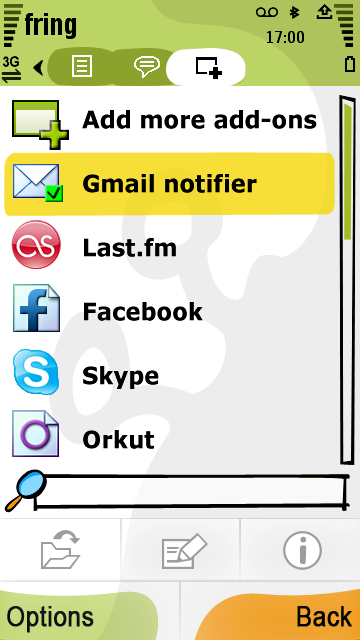 fring
17:00
3G
Add more add-ons
Gmail notifier
Last.fm
Facebook
Skype
Orkut
Options
Back